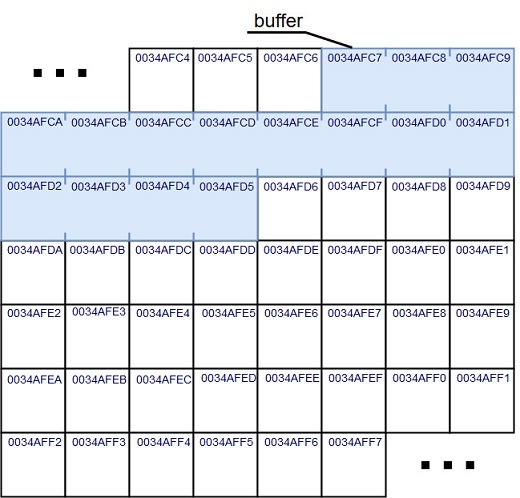 buffer
0034AFC4 0034AFC5 0034AFC6 0034AFC7 0034AFC8 0034AFC9
0034AFCA 0034AFCB 0034AFCC 0034AFCD 0034AFCE 0034AFCF 0034AFD0 0034AFD1
0034AFD2 0034AFD3 0034AFD4 0034AFD5 0034AFD6 0034AFD7 0034AFD8 0034AFD9
0034AFDA 0034AFDB 0034AFDC 0034AFDD 0034AFDE 0034AFDF 0034AFE0 0034AFE1
0034AFE2 0034AFE3 0034AFE4 0034AFE5 0034AFE6 0034AFE7 0034AFE8 0034AFE9
0034AFEA 0034AFEB 0034AFEC 0034AFED 0034AFEE 0034AFEF 0034AFF0 0034AFF1
0034AFF2 0034AFF3 0034AFF4 0034AFF5 0034AFF6 0034AFF7